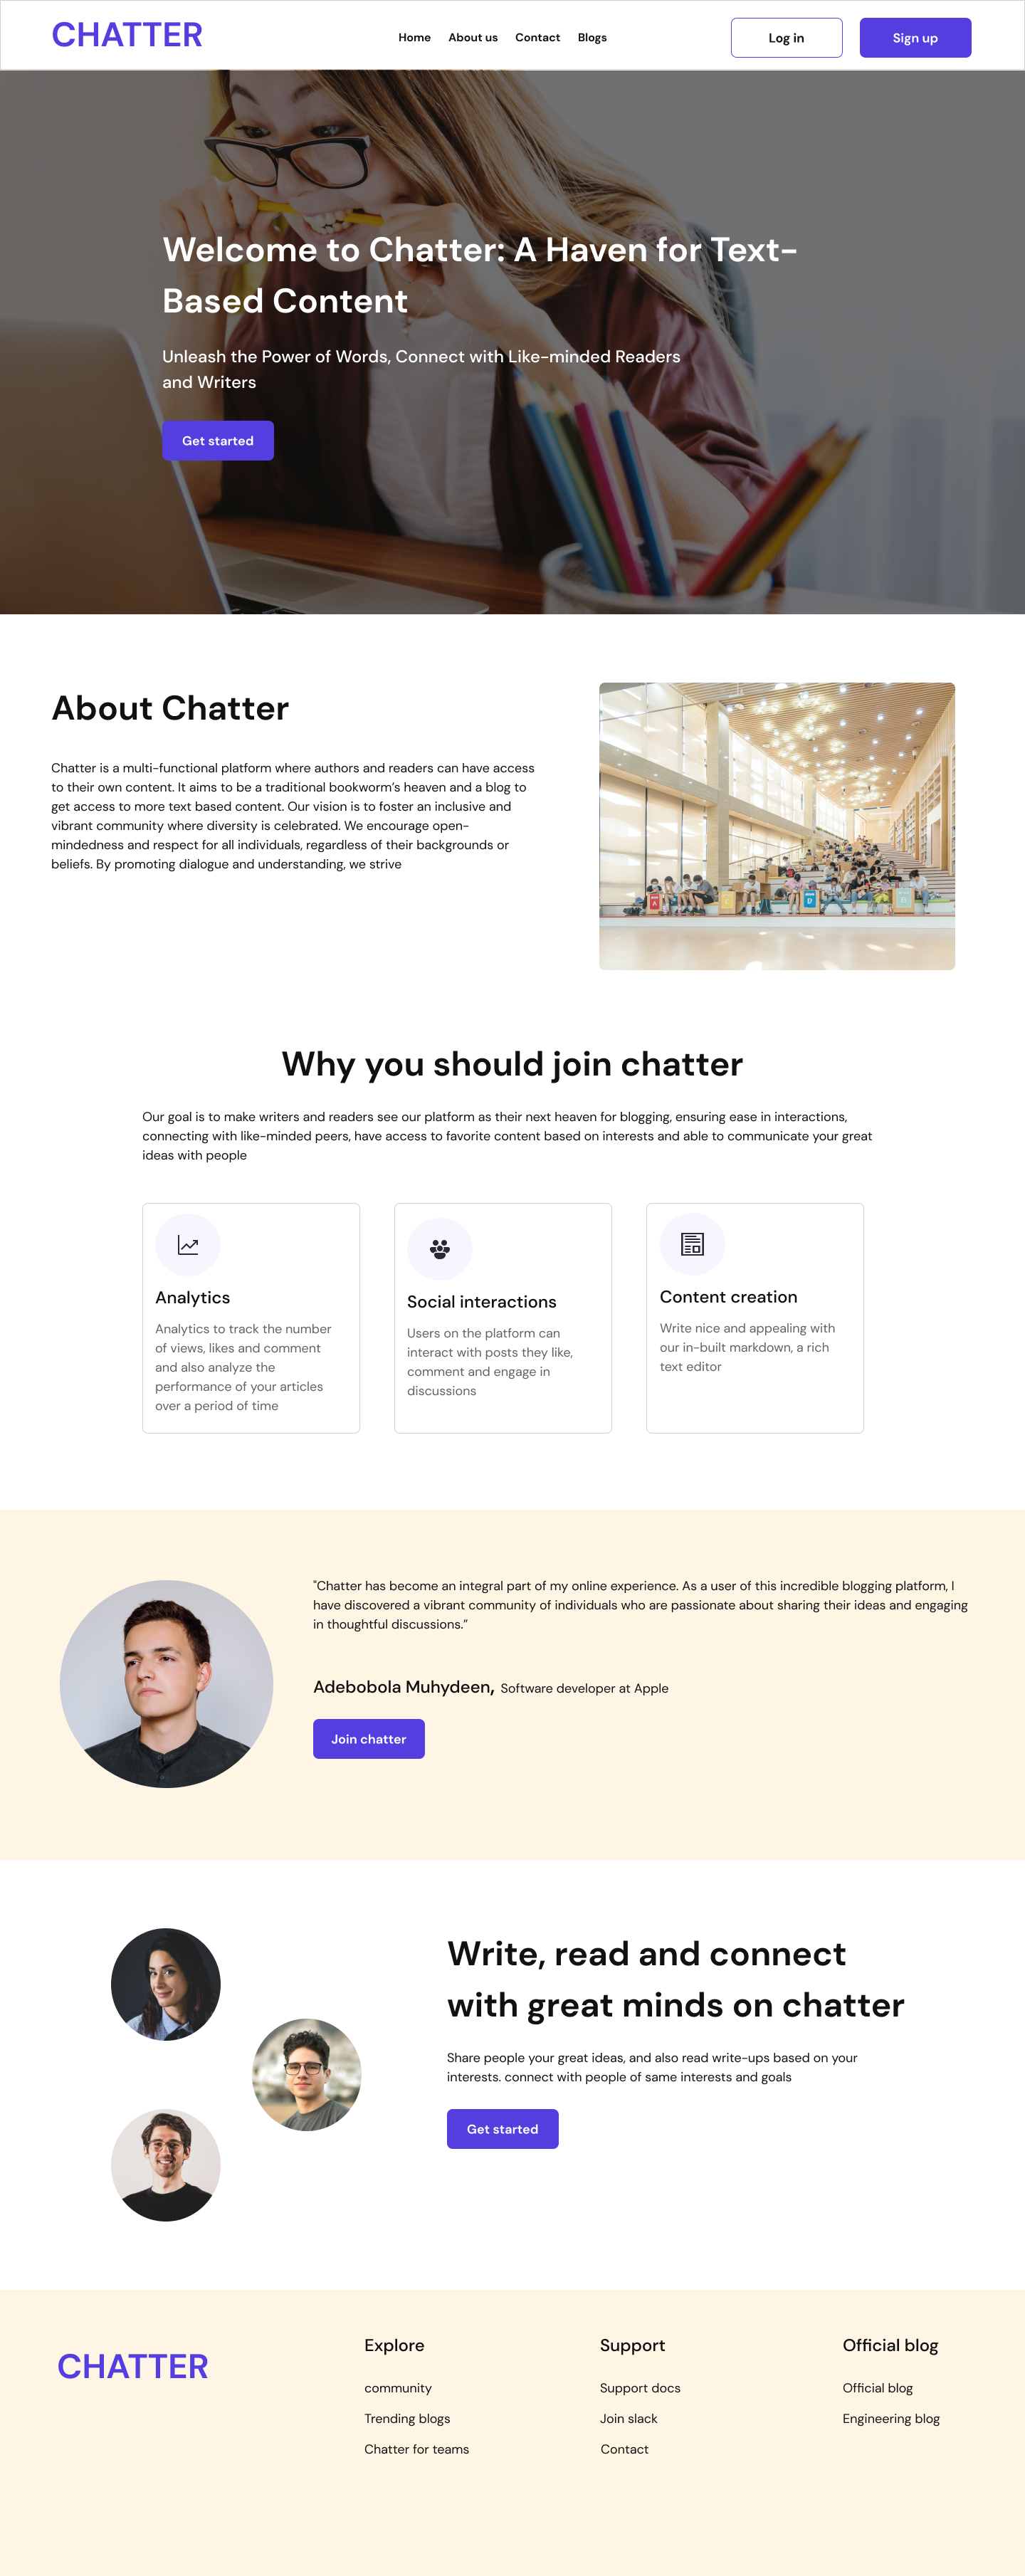 CHATTER
Home About us Contact Blogs
Log in
Sign up
Welcome to Chatter: A Haven for Text-
Based Content
Unleash the Power of Words, Connect with Like-minded Readers
and Writers
Get started
About Chatter
Chatter is a multi-functional platform where authors and readers can have access
to their own content. It aims to be a traditional bookworm’s heaven and a blog to
get access to more text based content. Our vision is to foster an inclusive and
vibrant community where diversity is celebrated. We encourage open-
mindedness and respect for all individuals, regardless of their backgrounds or
beliefs. By promoting dialogue and understanding, we strive
Why you should join chatter
Our goal is to make writers and readers see our platform as their next heaven for blogging, ensuring ease in interactions,
connecting with like-minded peers, have access to favorite content based on interests and able to communicate your great
ideas with people
Analytics
Analytics to track the number
of views, likes and comment
and also analyze the
performance of your articles
over a period of time
Social interactions
Users on the platform can
interact with posts they like,
comment and engage in
discussions
Content creation
Write nice and appealing with
our in-built markdown, a rich
text editor
"Chatter has become an integral part of my online experience. As a user of this incredible blogging platform, I
have discovered a vibrant community of individuals who are passionate about sharing their ideas and engaging
in thoughtful discussions.”
Adebobola Muhydeen, Software developer at Apple
Join chatter
Write, read and connect
with great minds on chatter
Share people your great ideas, and also read write-ups based on your
interests. connect with people of same interests and goals
Get started
CHATTER
Explore
community
Trending blogs
Chatter for teams
Support
Support docs
Join slack
Contact
Official blog
Official blog
Engineering blog